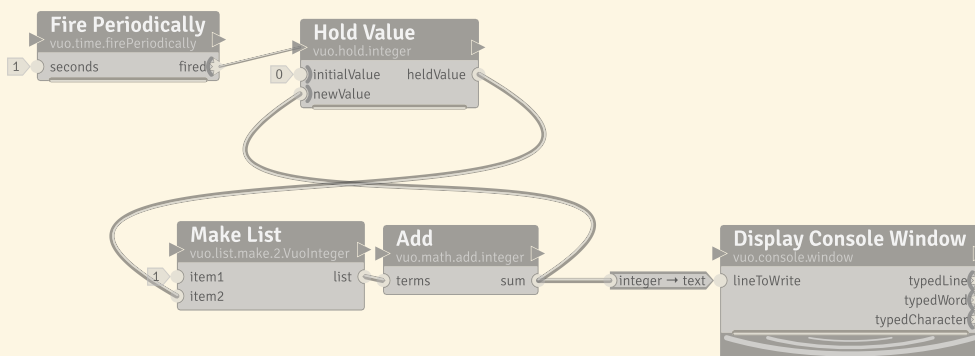 Fire Periodically
vuo.time.firePeriodically
1
seconds
fired
Hold Value
vuo.hold.integer
0
initialValue
heldValue
newValue
Make List
vuo.list.make.2.VuoInteger
1
item1
list
item2
Add
vuo.math.add.integer
terms
sum
integer → text
Display Console Window
vuo.console.window
lineToWrite
typedLine
typedWord
typedCharacter